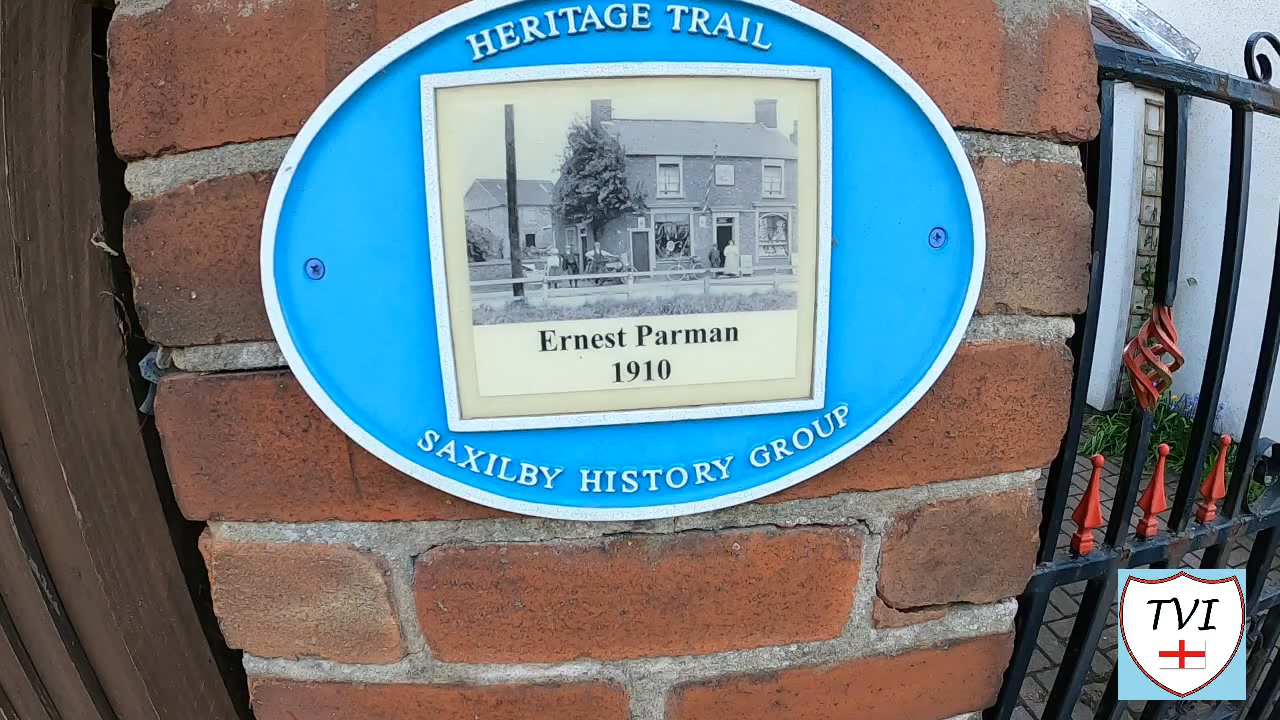 HERITAGE TRAIL
Ernest Parman
1910
SAXILBY HISTORY GROUP
TVI